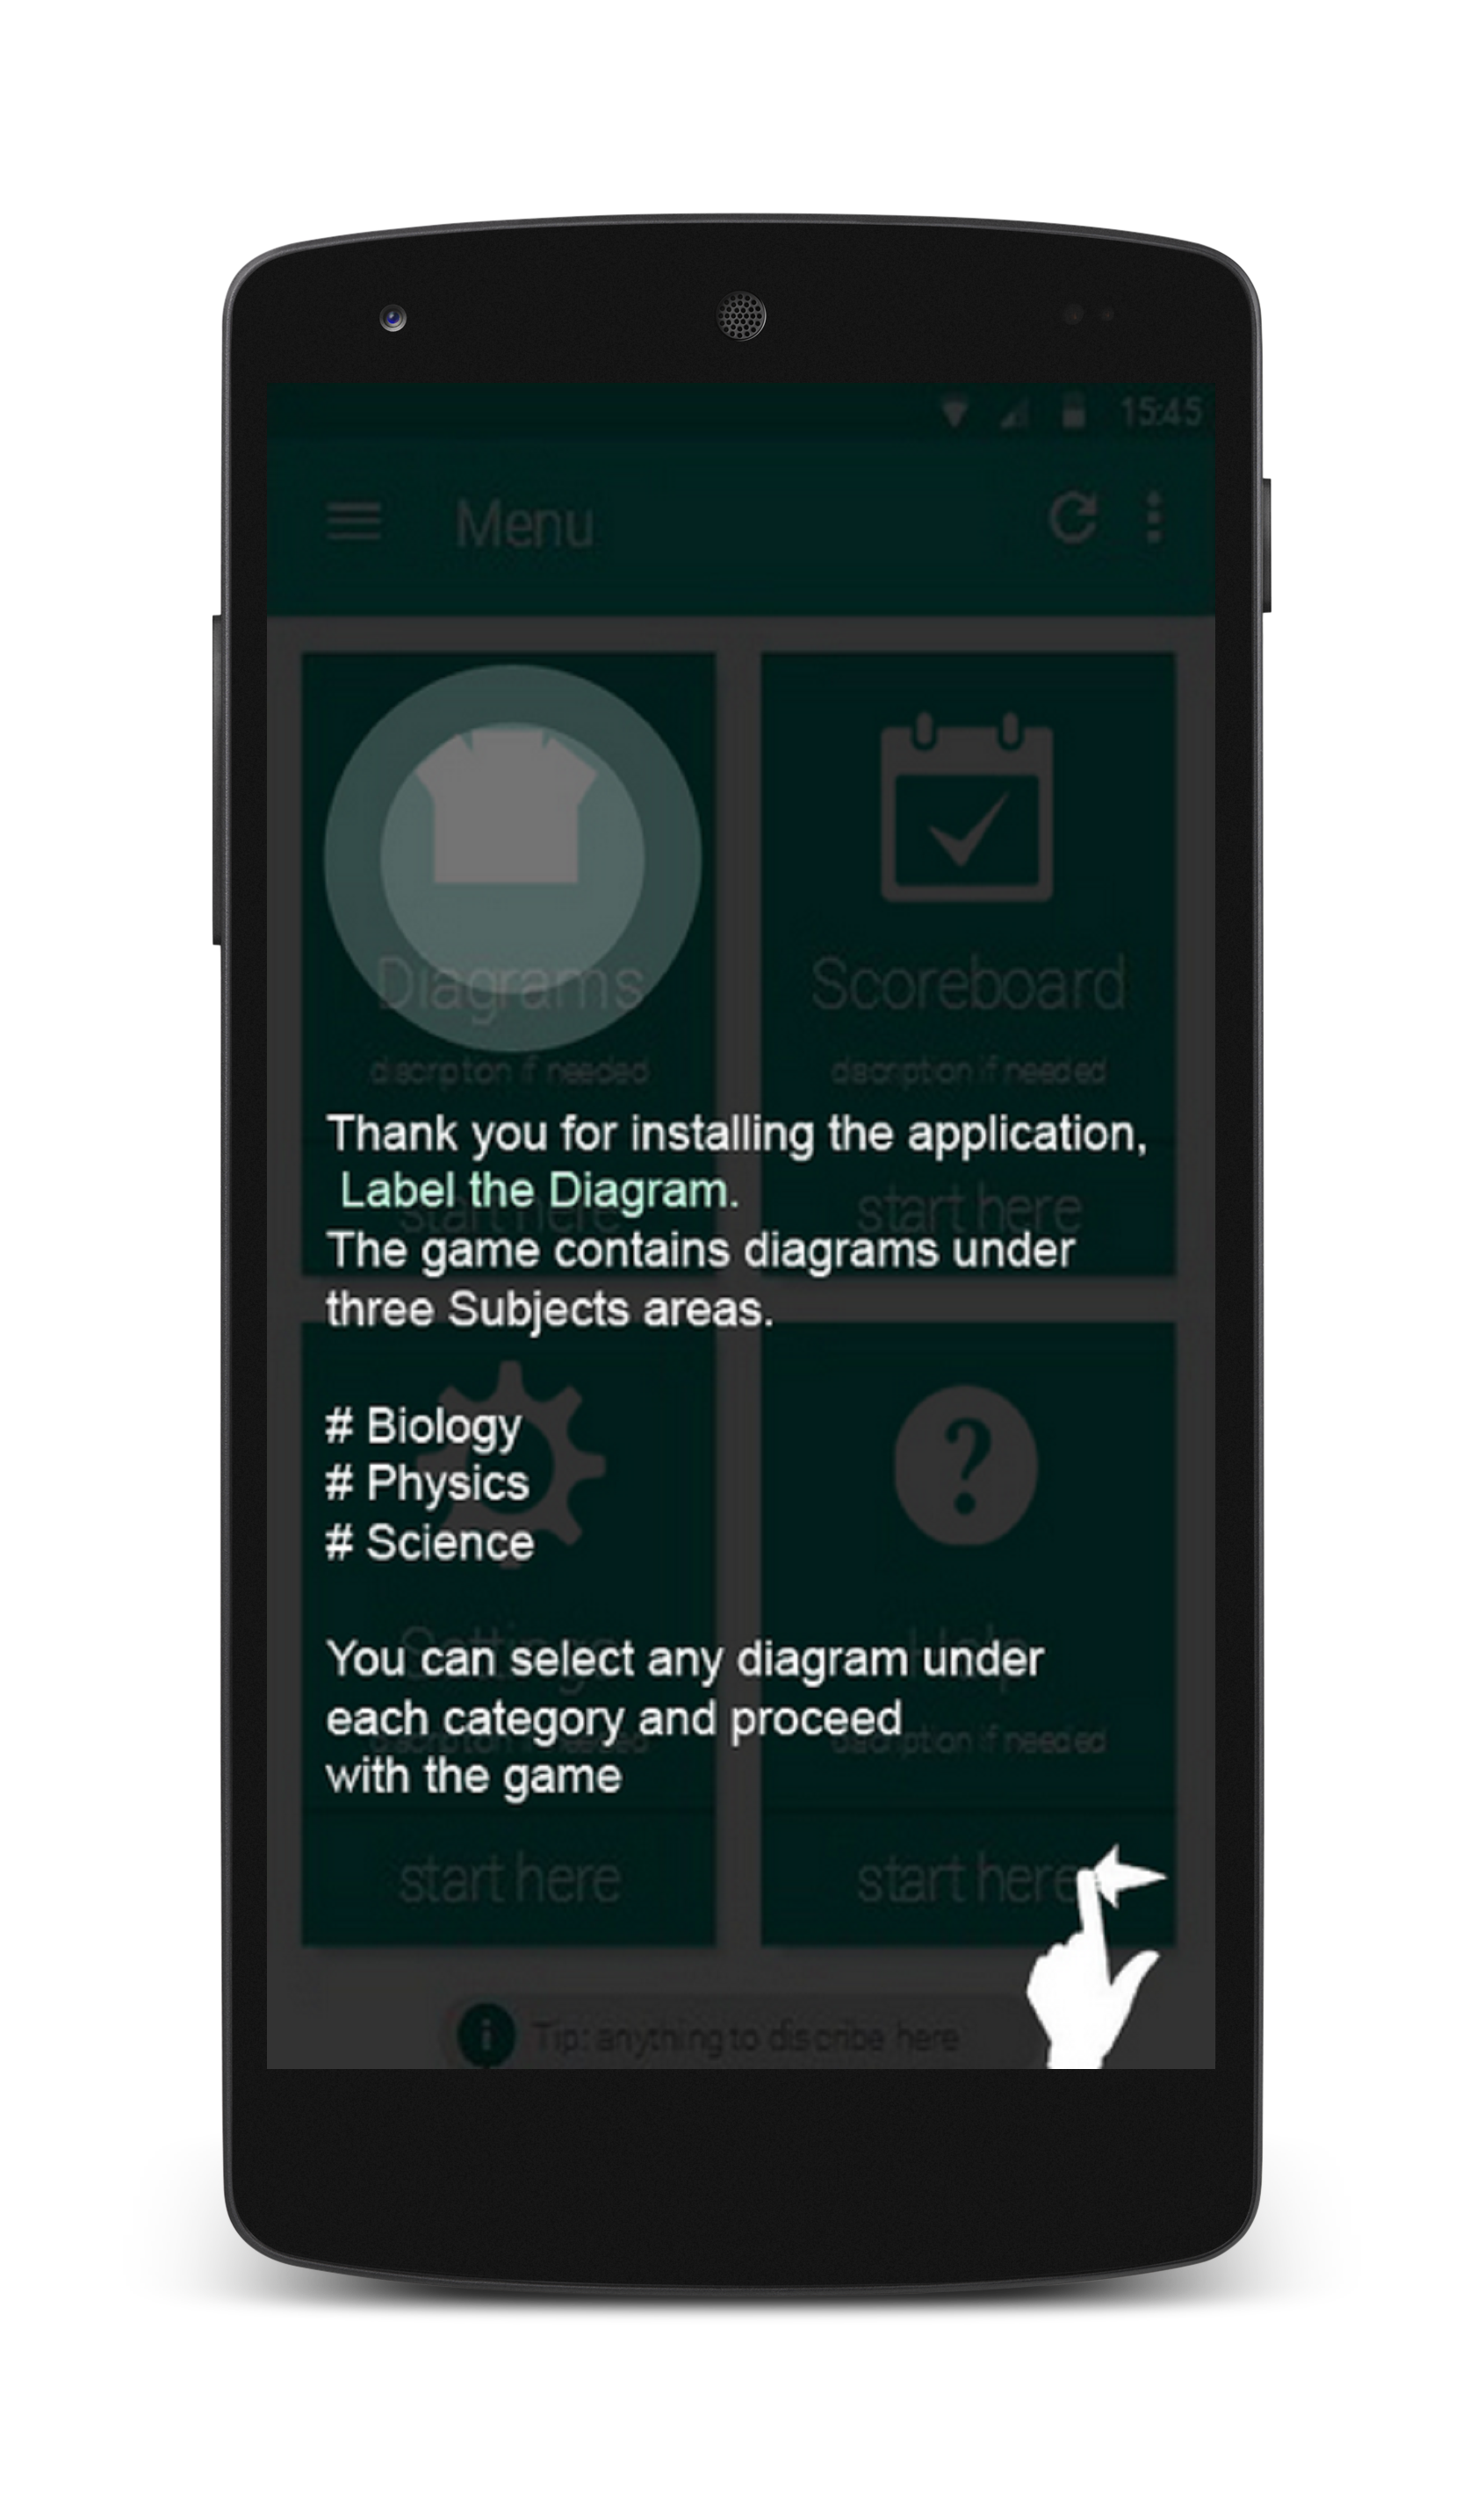 15:45
Menu
Diagrams
Scoreboard
discription if needed
discription if needed
Thank you for installing the application,
Label the Diagram.
start here
start here
The game contains diagrams under
three Subjects areas.
# Biology
# Physics
# Science
Settings
Help
You can select any diagram under
each category and proceed
discription if needed
discription if needed
with the game
start here
start here
Tip: anything to discribe here